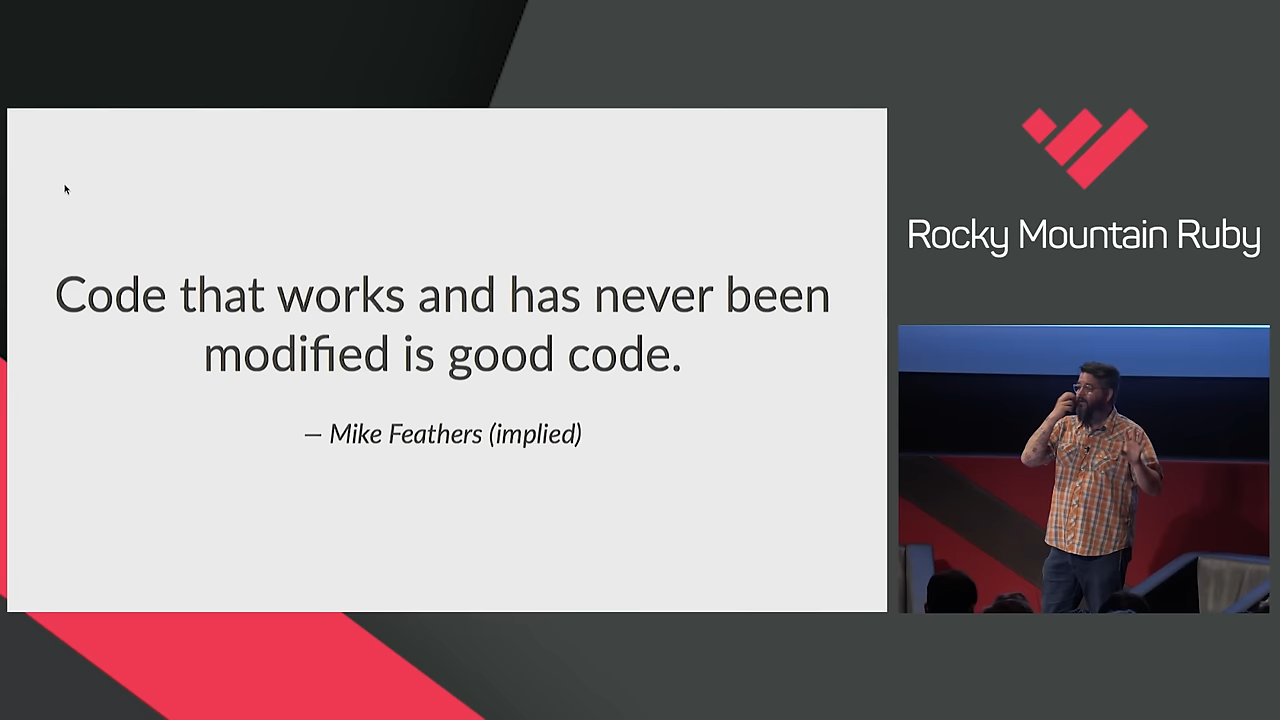 Code that works and has never been
modified is good code.
— Mike Feathers (implied)
Rocky Mountain Ruby